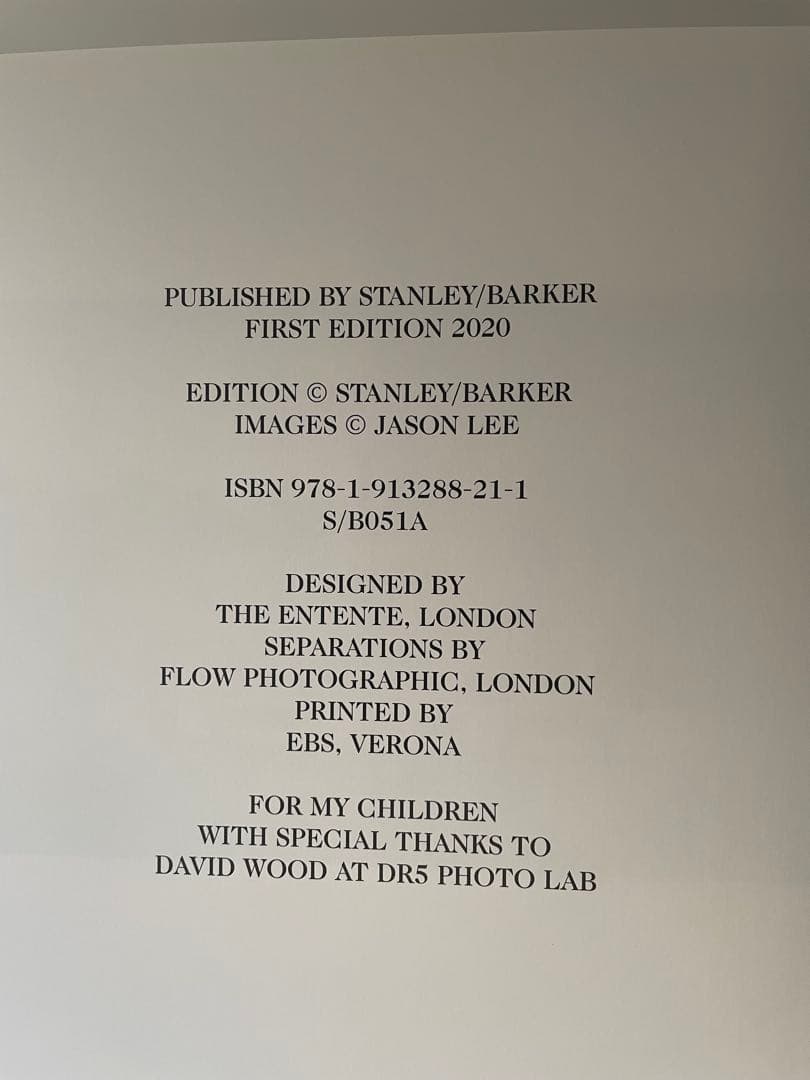 PUBLISHED BY STANLEY/BARKER
FIRST EDITION 2020
EDITION © STANLEY/BARKER
IMAGES © JASON LEE
ISBN 978-1-913288-21-1
S/B051A
DESIGNED BY
THE ENTENTE, LONDON
SEPARATIONS BY
FLOW PHOTOGRAPHIC, LONDON
PRINTED BY
EBS, VERONA
FOR MY CHILDREN
WITH SPECIAL THANKS TO
DAVID WOOD AT DR5 PHOTO LAB